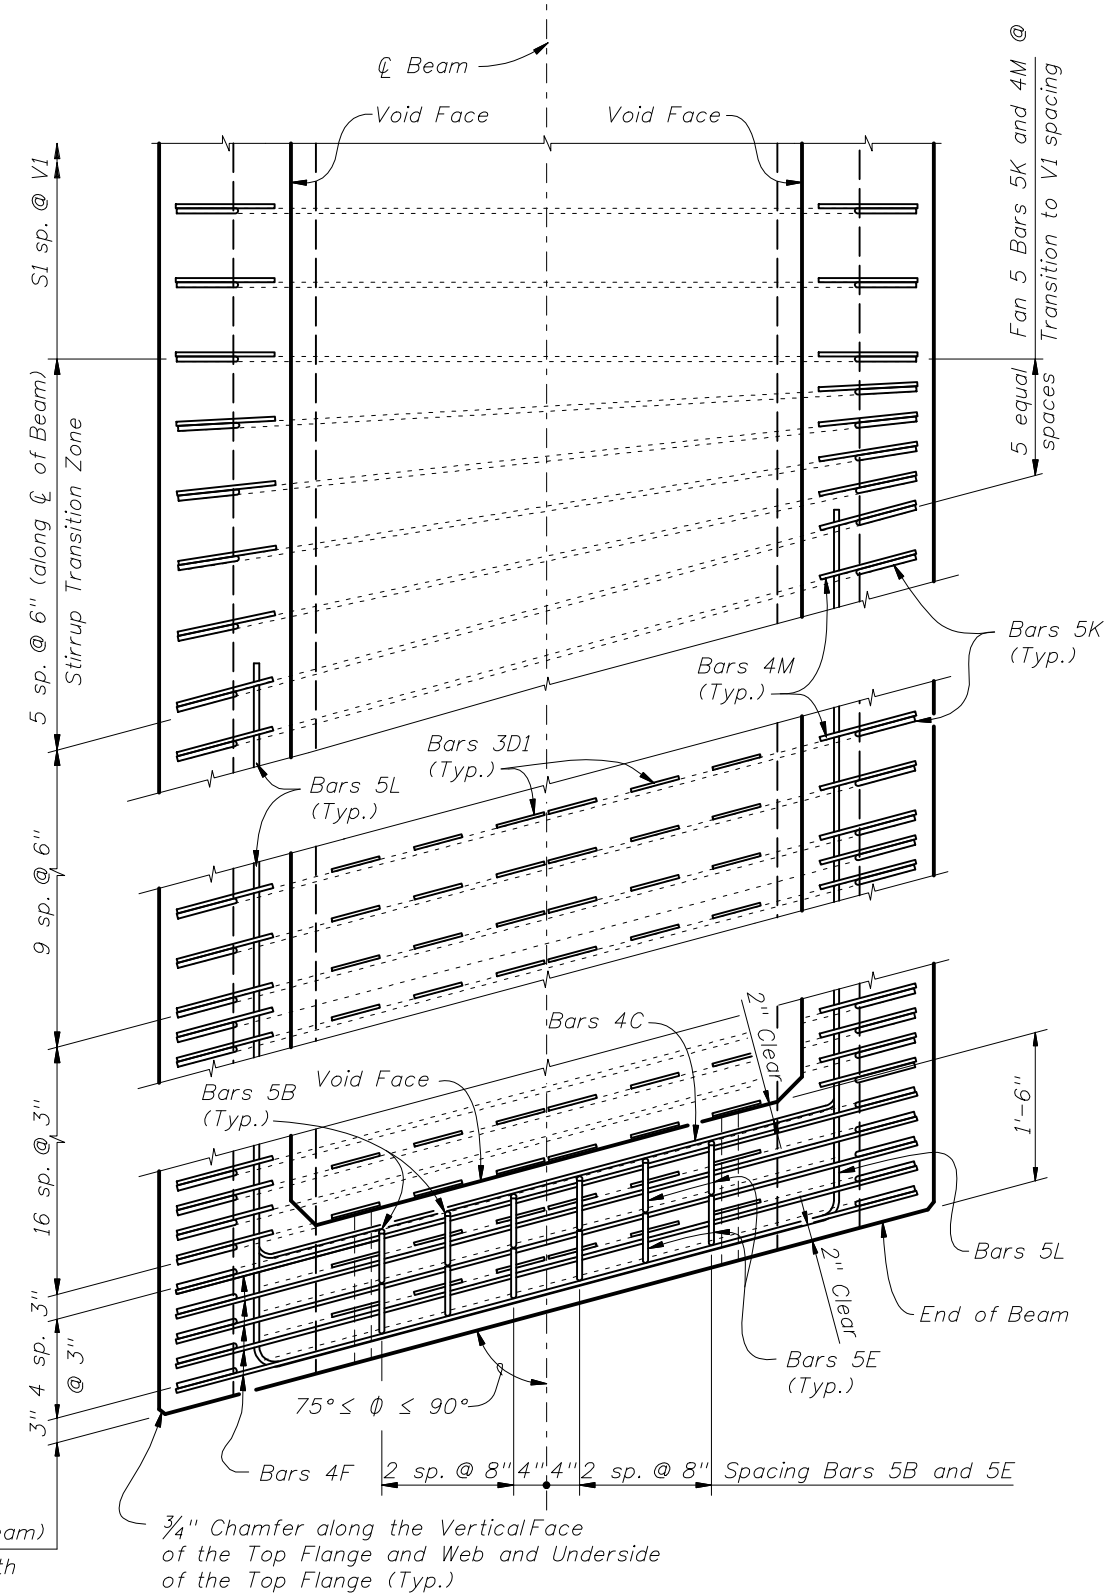 ℄ Beam
Void Face
Void Face
Fan 5 Bars 5K and 4M @
Transition to V1 spacing
5 equal
spaces
S1 sp. @ V1
5 sp. @ 6" (along ℄ of Beam)
Stirrup Transition Zone
9 sp. @ 6"
16 sp. @ 3"
3"
4 sp.
@ 3"
3"
Bars 5K
(Typ.)
Bars 4M
(Typ.)
Bars 3D1
(Typ.)
Bars 5L
(Typ.)
Bars 4C
2" Clear
Void Face
Bars 5B
(Typ.)
1'-6"
Bars 5L
2" Clear
End of Beam
Bars 5E
(Typ.)
75° ≤ ϕ ≤ 90°
Bars 4F
2 sp. @ 8" 4" 4" 2 sp. @ 8" Spacing Bars 5B and 5E
¾" Chamfer along the Vertical Face
of the Top Flange and Web and Underside
of the Top Flange (Typ.)
eam)
th